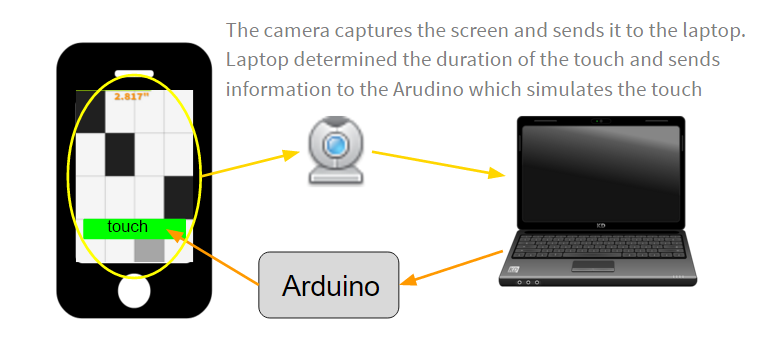 The camera captures the screen and sends it to the laptop.
Laptop determined the duration of the touch and sends
information to the Arudino which simulates the touch
2.817"
touch
Arduino